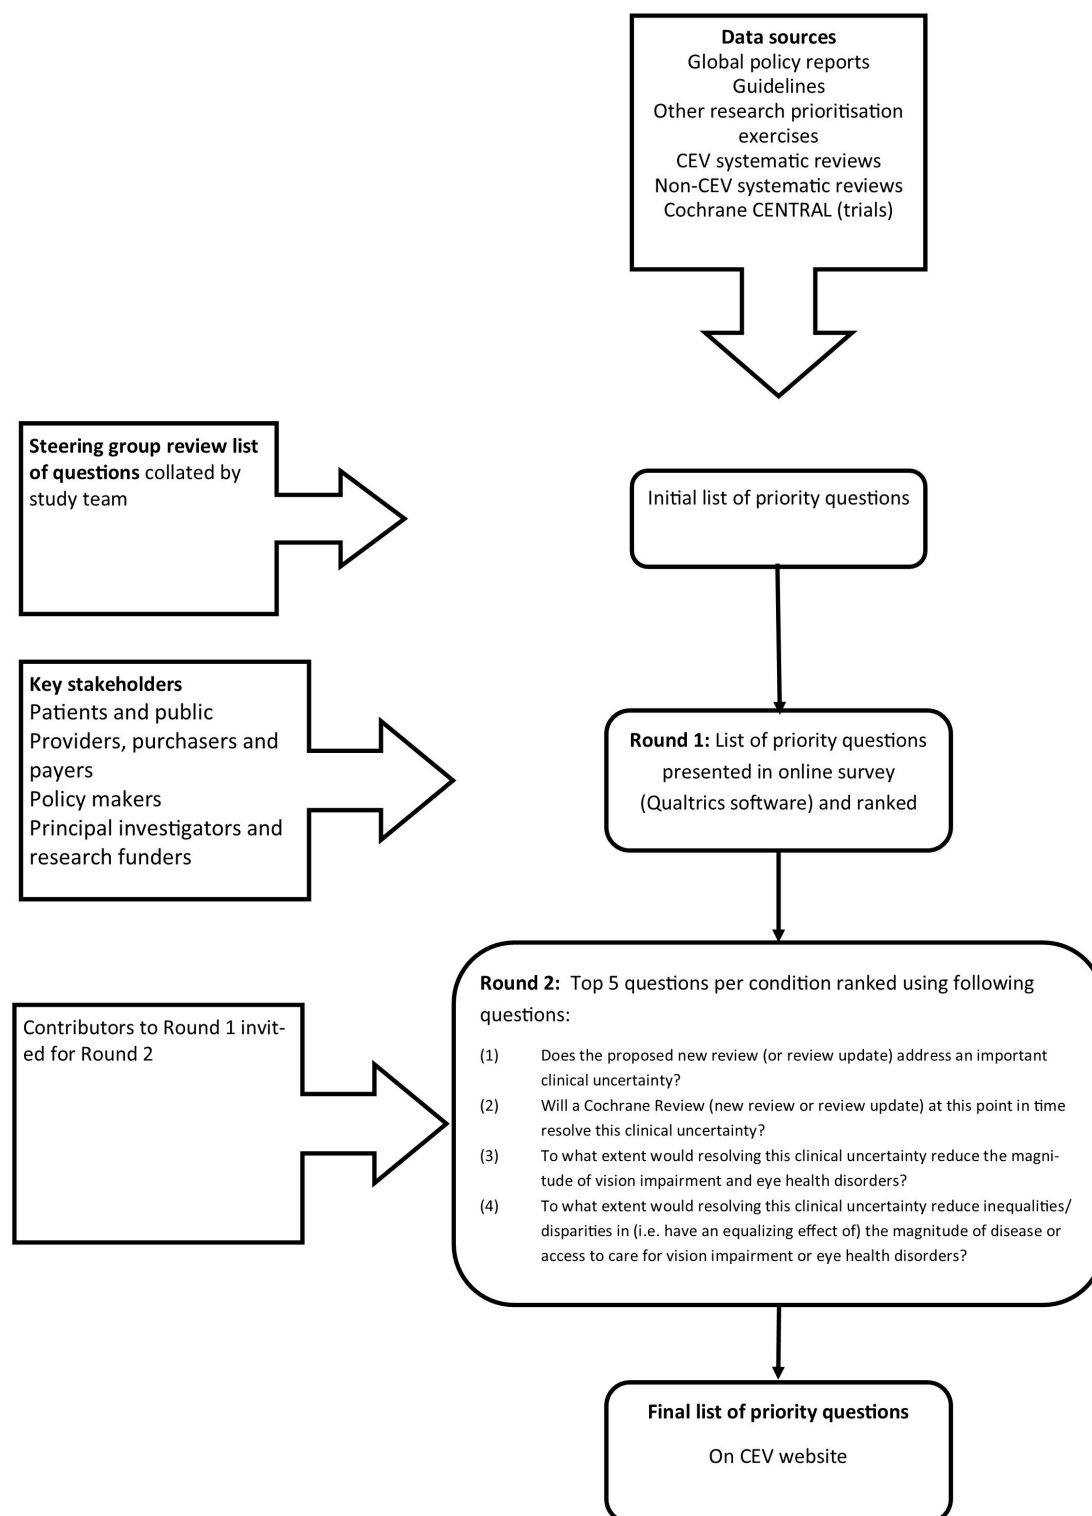 Data sources
Global policy reports
Guidelines
Other research prioritisation
exercises
CEV systematic reviews
Non-CEV systematic reviews
Cochrane CENTRAL (trials)
Steering group review list
of questions collated by
study team
Initial list of priority questions
Key stakeholders
Patients and public
Providers, purchasers and
payers
Policy makers
Principal investigators and
research funders
Round 1: List of priority questions
presented in online survey
(Qualtrics software) and ranked
Contributors to Round 1 invit-
ed for Round 2
Round 2: Top 5 questions per condition ranked using following
questions:
(1) Does the proposed new review (or review update) address an important
clinical uncertainty?
(2) Will a Cochrane Review (new review or review update) at this point in time
resolve this clinical uncertainty?
(3) To what extent would resolving this clinical uncertainty reduce the magni-
tude of vision impairment and eye health disorders?
(4) To what extent would resolving this clinical uncertainty reduce inequalities/
disparities in (i.e. have an equalizing effect of) the magnitude of disease or
access to care for vision impairment or eye health disorders?
Final list of priority questions
On CEV website